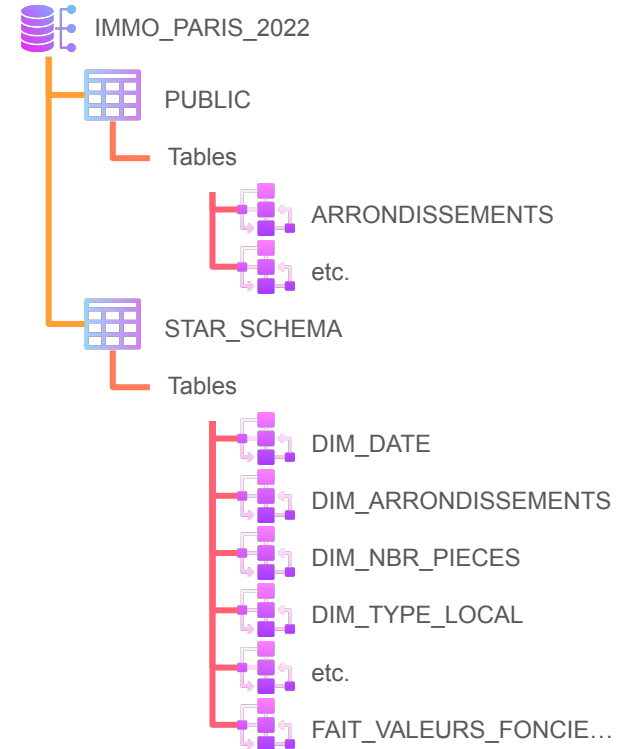 IMMO_PARIS_2022
PUBLIC
Tables
ARRONDISSEMENTS
etc.
STAR_SCHEMA
Tables
DIM_DATE
DIM_ARRONDISSEMENTS
DIM_NBR_PIECES
DIM_TYPE_LOCAL
etc.
FAIT_VALEURS_FONCIE…